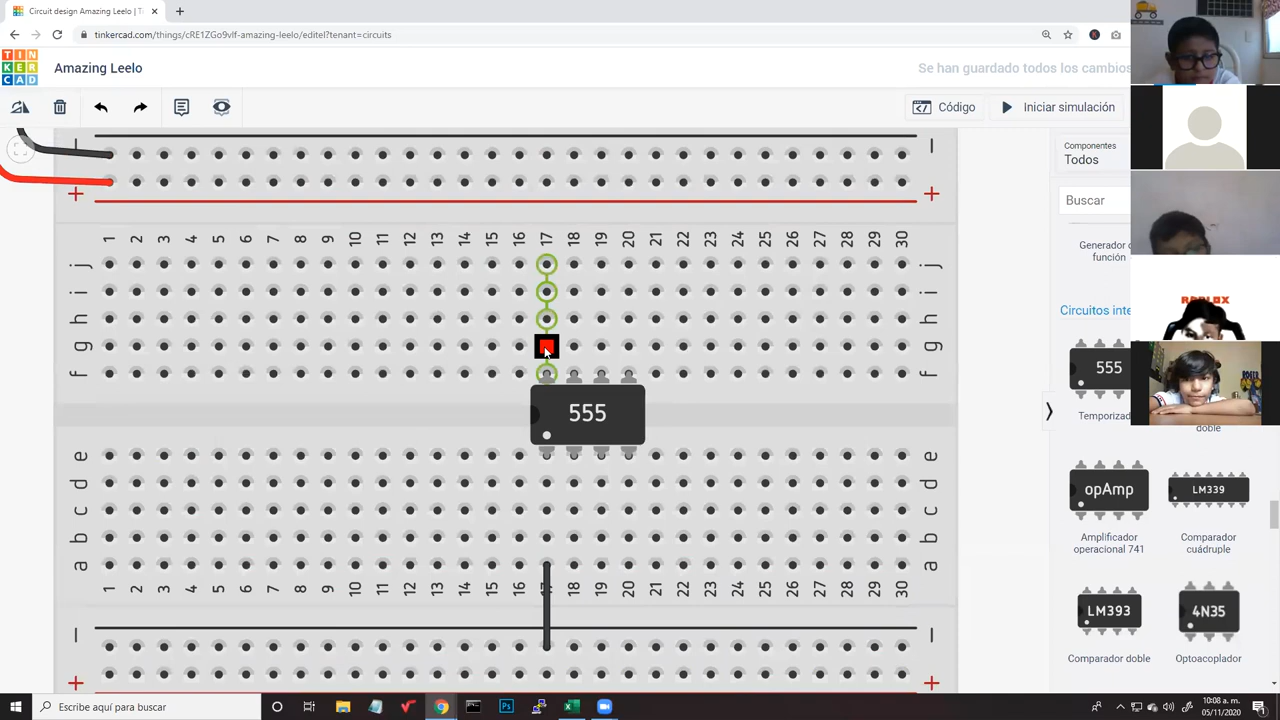 Circuit design Amazing Leelo | Ti
tinkercad.com/things/cRE1ZGo9vlf-amazing-leelo/editel?tenant=circuits
TIN
KER
CAD
Amazing Leelo
Se han guardado todos los cambios
Código
Iniciar simulación
Componentes
Todos
Buscar
Generador de
función
Circuitos inte
555
Temporizad
doble
opAmp
LM339
Amplificador
operacional 741
Comparador
cuádruple
LM393
4N35
Comparador doble
Optoacoplador
ROBLOX
+ +
1 2 3 4 5 6 7 8 9 10 11 12 13 14 15 16 17 18 19 20 21 22 23 24 25 26 27 28 29 30
j j
i i
h h
g g
f f
555
e e
d d
c c
b b
a a
1 2 3 4 5 6 7 8 9 10 11 12 13 14 15 16 17 18 19 20 21 22 23 24 25 26 27 28 29 30
+ +
Escribe aquí para buscar
10:08 a. m.
05/11/2020